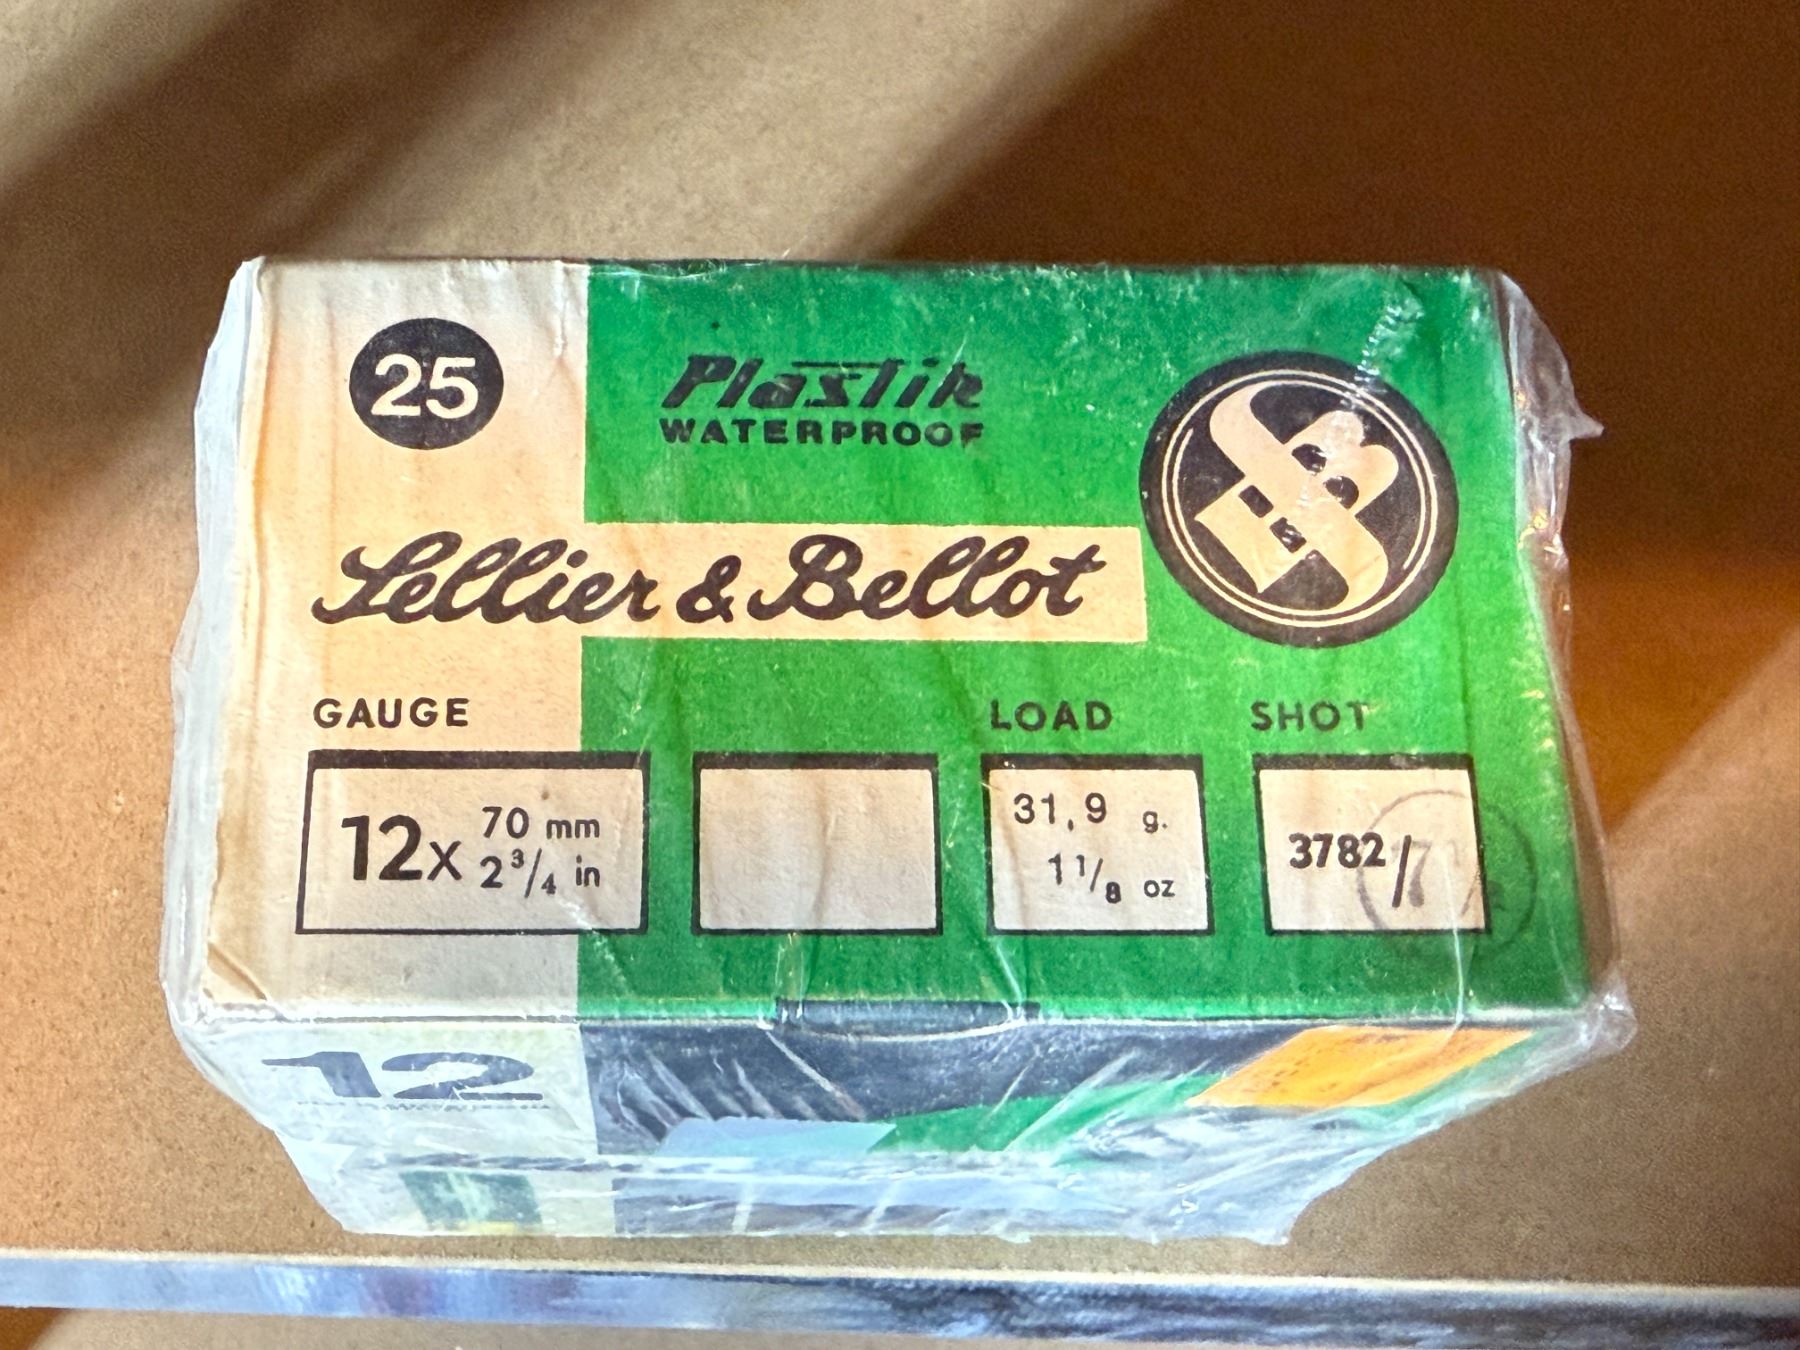 25
Plastik
WATERPROOF
Lellier & Bellot
GAUGE
LOAD
SHOT
12x 70 mm
2 3/4 in
31,9 g.
1 1/8 oz
3782/
12